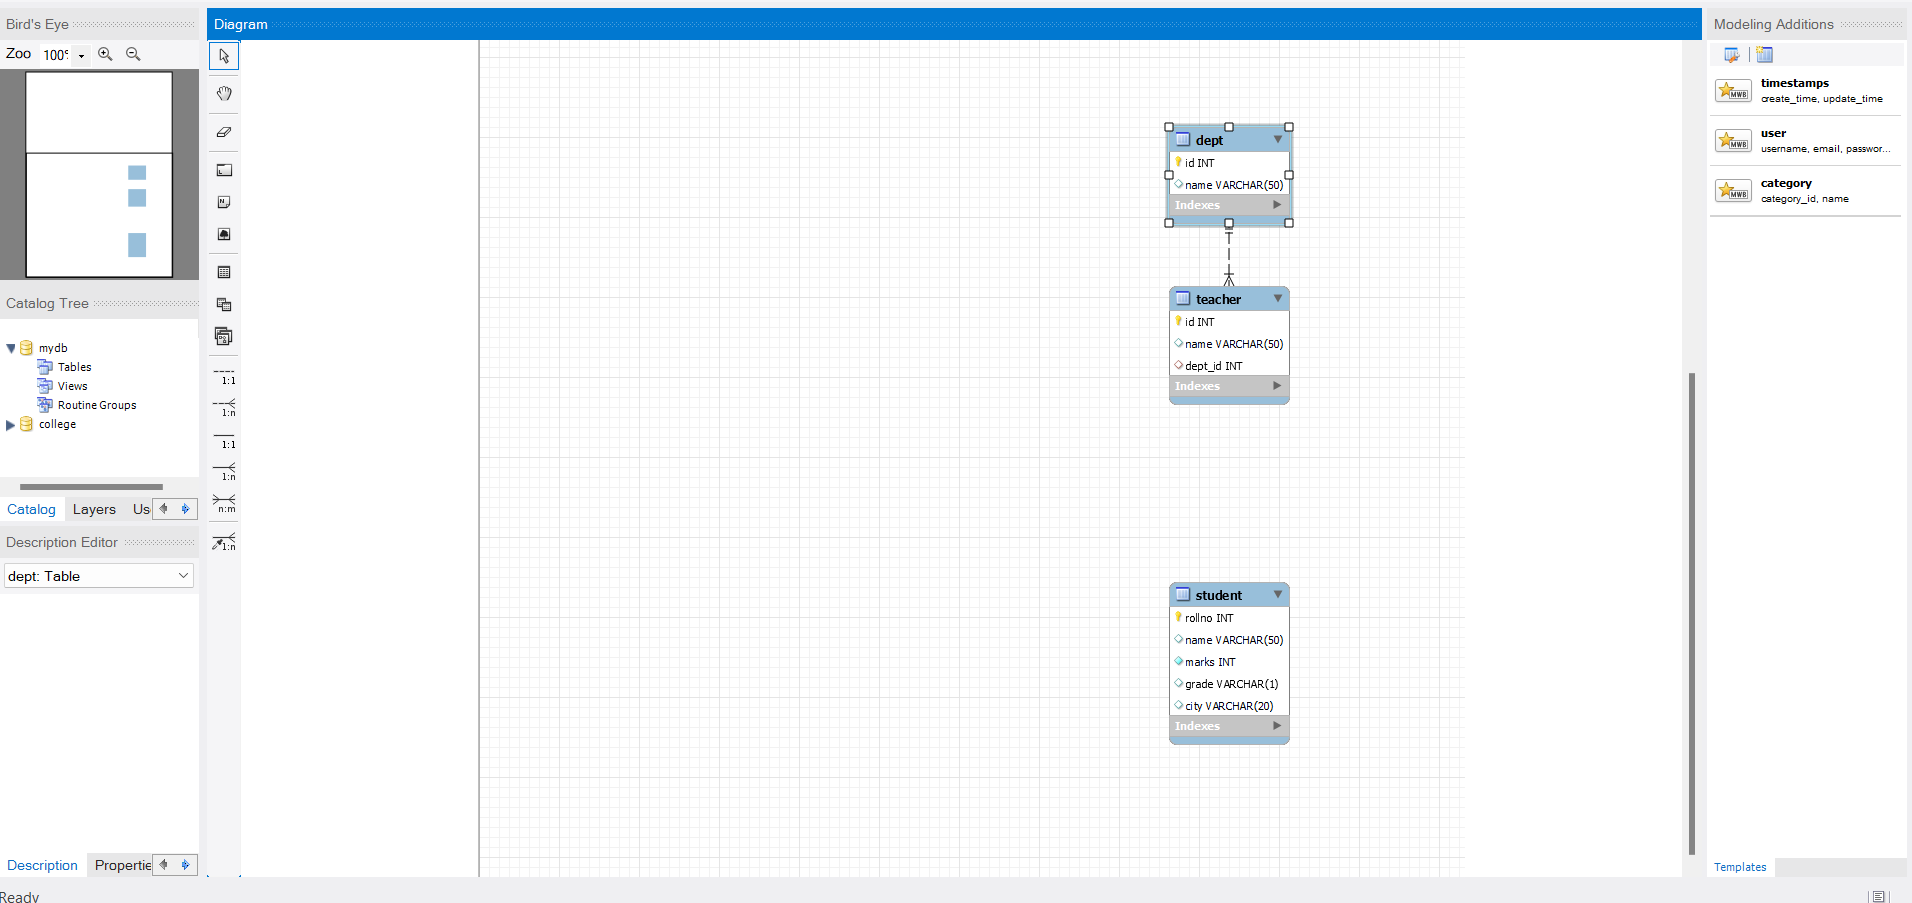 Bird's Eye
Zoo 100%
Catalog Tree
mydb
Tables
Views
Routine Groups
college
Catalog Layers Us
Description Editor
dept: Table
Description Propertie
Ready
Diagram
1:1
1:n
1:1
1:n
n:m
1:n
dept
id INT
name VARCHAR(50)
Indexes
teacher
id INT
name VARCHAR(50)
dept_id INT
Indexes
student
rollno INT
name VARCHAR(50)
marks INT
grade VARCHAR(1)
city VARCHAR(20)
Indexes
Modeling Additions
MWB
timestamps
create_time, update_time
MWB
user
username, email, passwor...
MWB
category
category_id, name
Templates